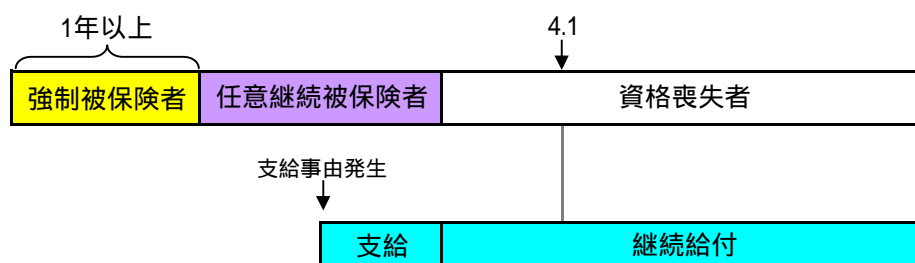 1年以上
4.1
強制被保険者 任意継続被保険者 資格喪失者
支給事由発生
支給 継続給付